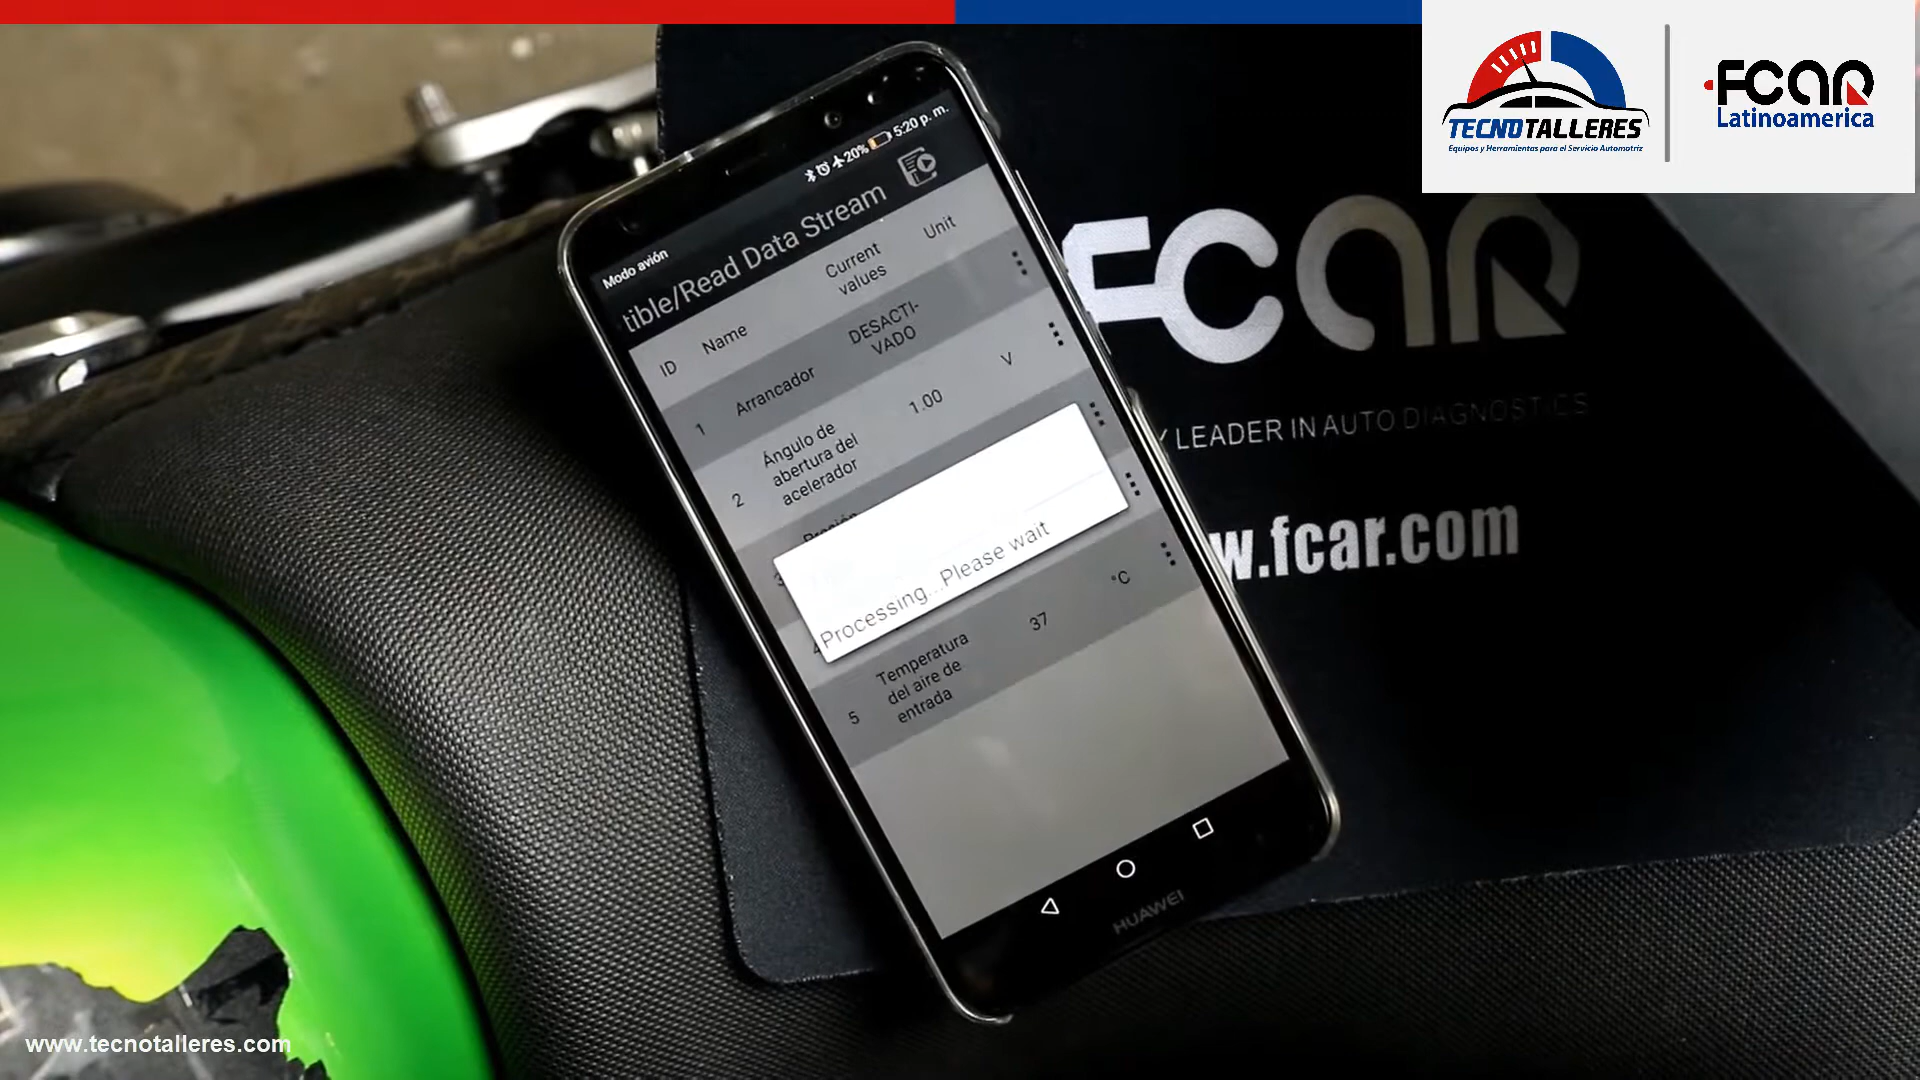 TECNOTALLERES
Equipos y Herramientas para el Servicio Automotriz
FCAR
Latinoamerica
Modo avión
20%
5:20 p. m.
tible/Read Data Stream
ID
Name
Current
values
Unit
1
Arrancador
DESACTI-
VADO
2
Ángulo de
abertura del
acelerador
1.00
V
Processing...Please wait
5
Temperatura
del aire de
entrada
37
°C
HUAWEI
FCAR
Y LEADER IN AUTO DIAGNOSTICS
w.fcar.com
www.tecnotalleres.com